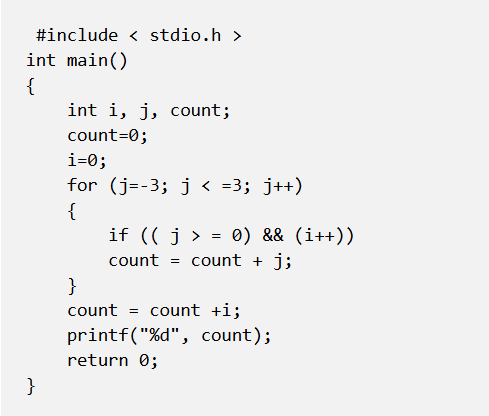 #include < stdio.h >
int main()
{
int i, j, count;
count=0;
i=0;
for (j=-3; j < =3; j++)
{
if (( j > = 0) && (i++))
count = count + j;
}
count = count +i;
printf("%d", count);
return 0;
}